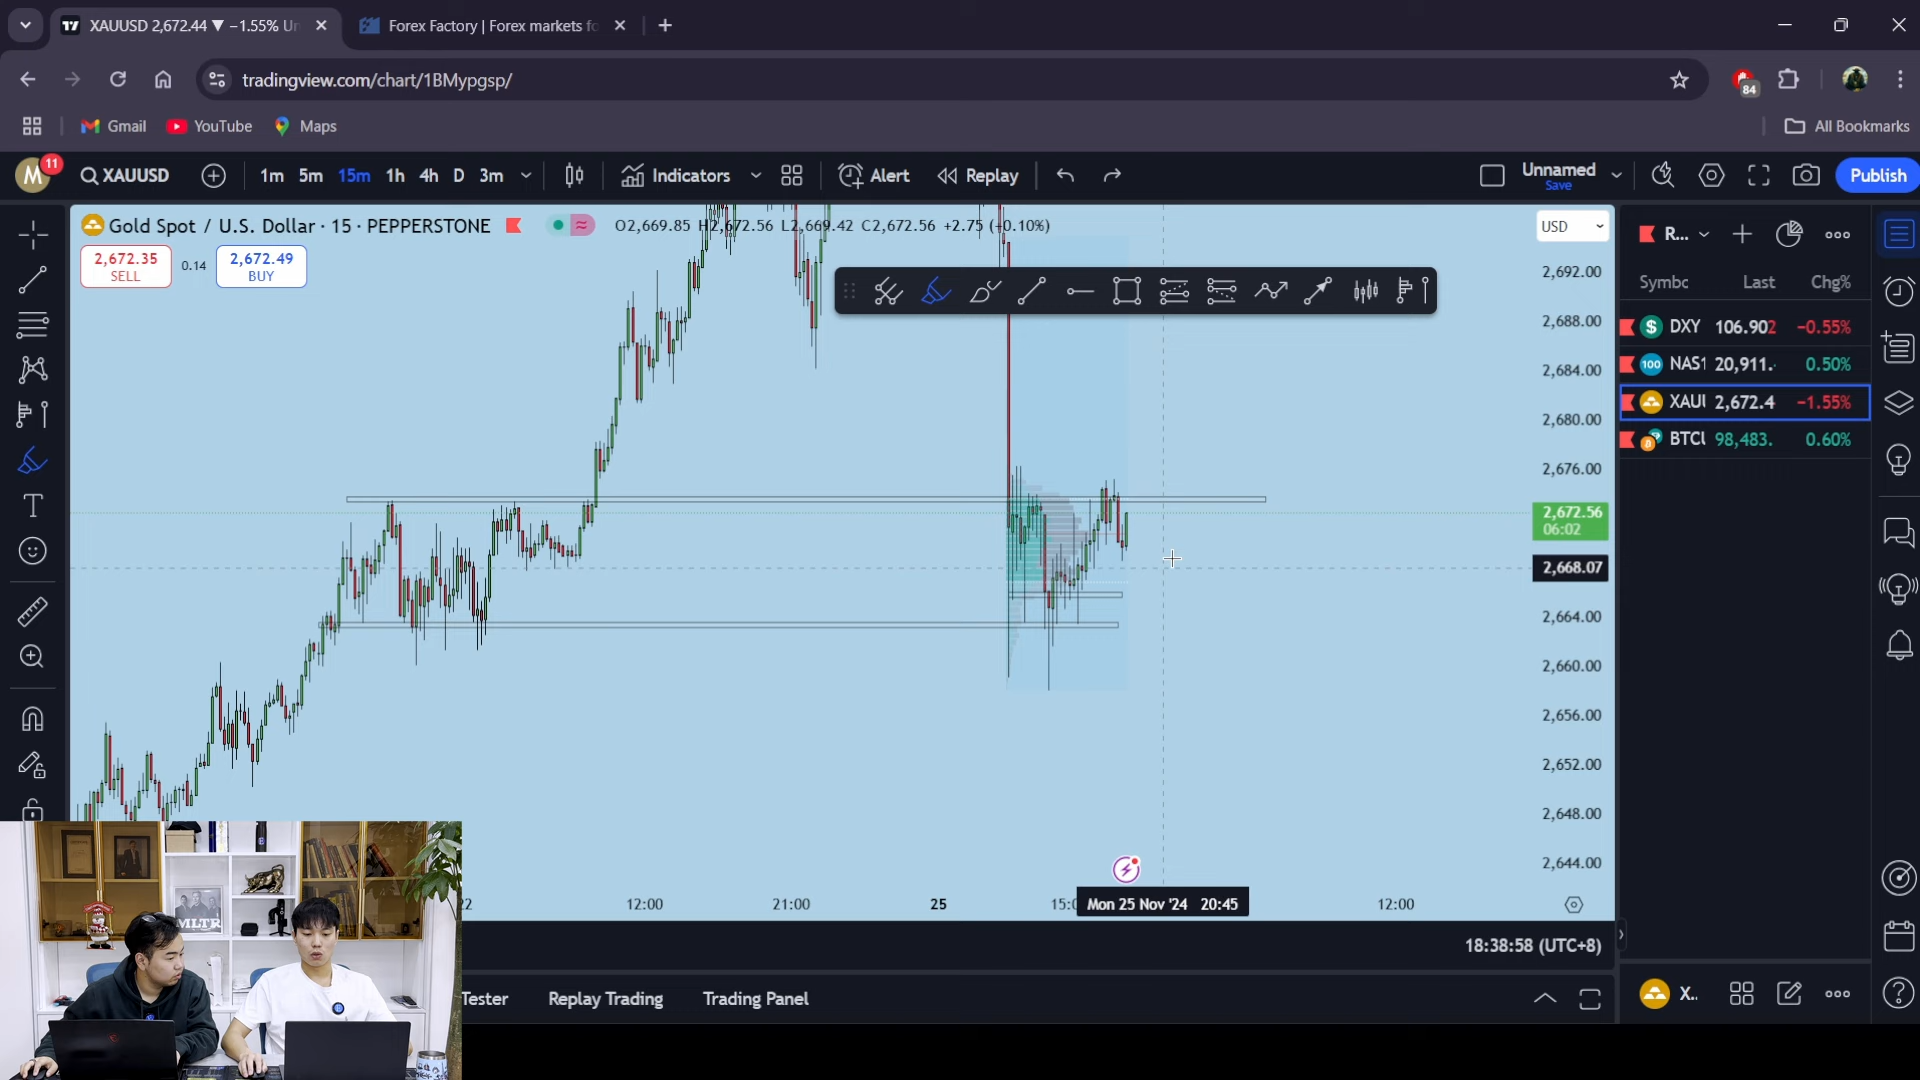 XAUUSD 2,672.44 ▼ −1.55% Un
Forex Factory | Forex markets fo
tradingview.com/chart/1BMypgsp/
84
Gmail
YouTube
Maps
All Bookmarks
M
11
XAUUSD
1m 5m 15m 1h 4h D 3m
Indicators
Alert
Replay
Unnamed
Save
Publish
Gold Spot / U.S. Dollar · 15 · PEPPERSTONE
O2,669.85 H2,672.56 L2,669.42 C2,672.56 +2.75 (+0.10%)
USD
2,672.35
SELL
0.14
2,672.49
BUY
2,692.00
2,688.00
2,684.00
2,680.00
2,676.00
2,672.56
06:02
2,668.07
2,664.00
2,660.00
2,656.00
2,652.00
2,648.00
2,644.00
R...
Symbc Last Chg%
DXY 106.902 −0.55%
100 NAS1 20,911. 0.50%
XAUI 2,672.4 −1.55%
BTCI 98,483. 0.60%
22 12:00 21:00 25 15:0 Mon 25 Nov '24 20:45 12:00
18:38:58 (UTC+8)
Tester
Replay Trading
Trading Panel
X.
MLTR